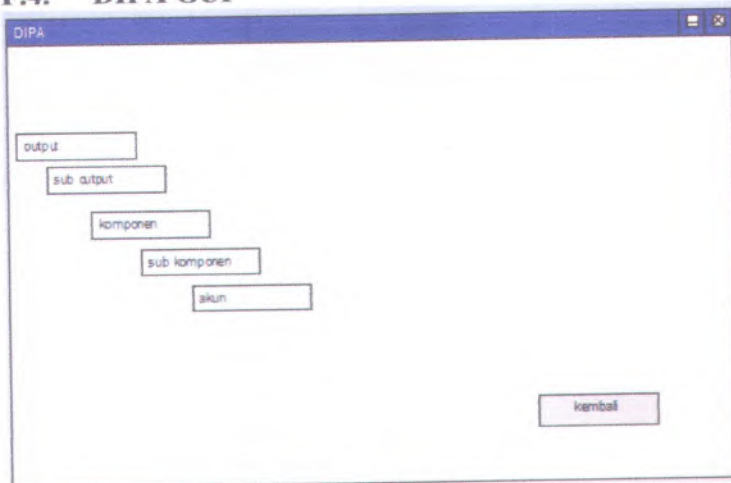 DIPA
output
sub output
komponen
sub komponen
akun
kembali